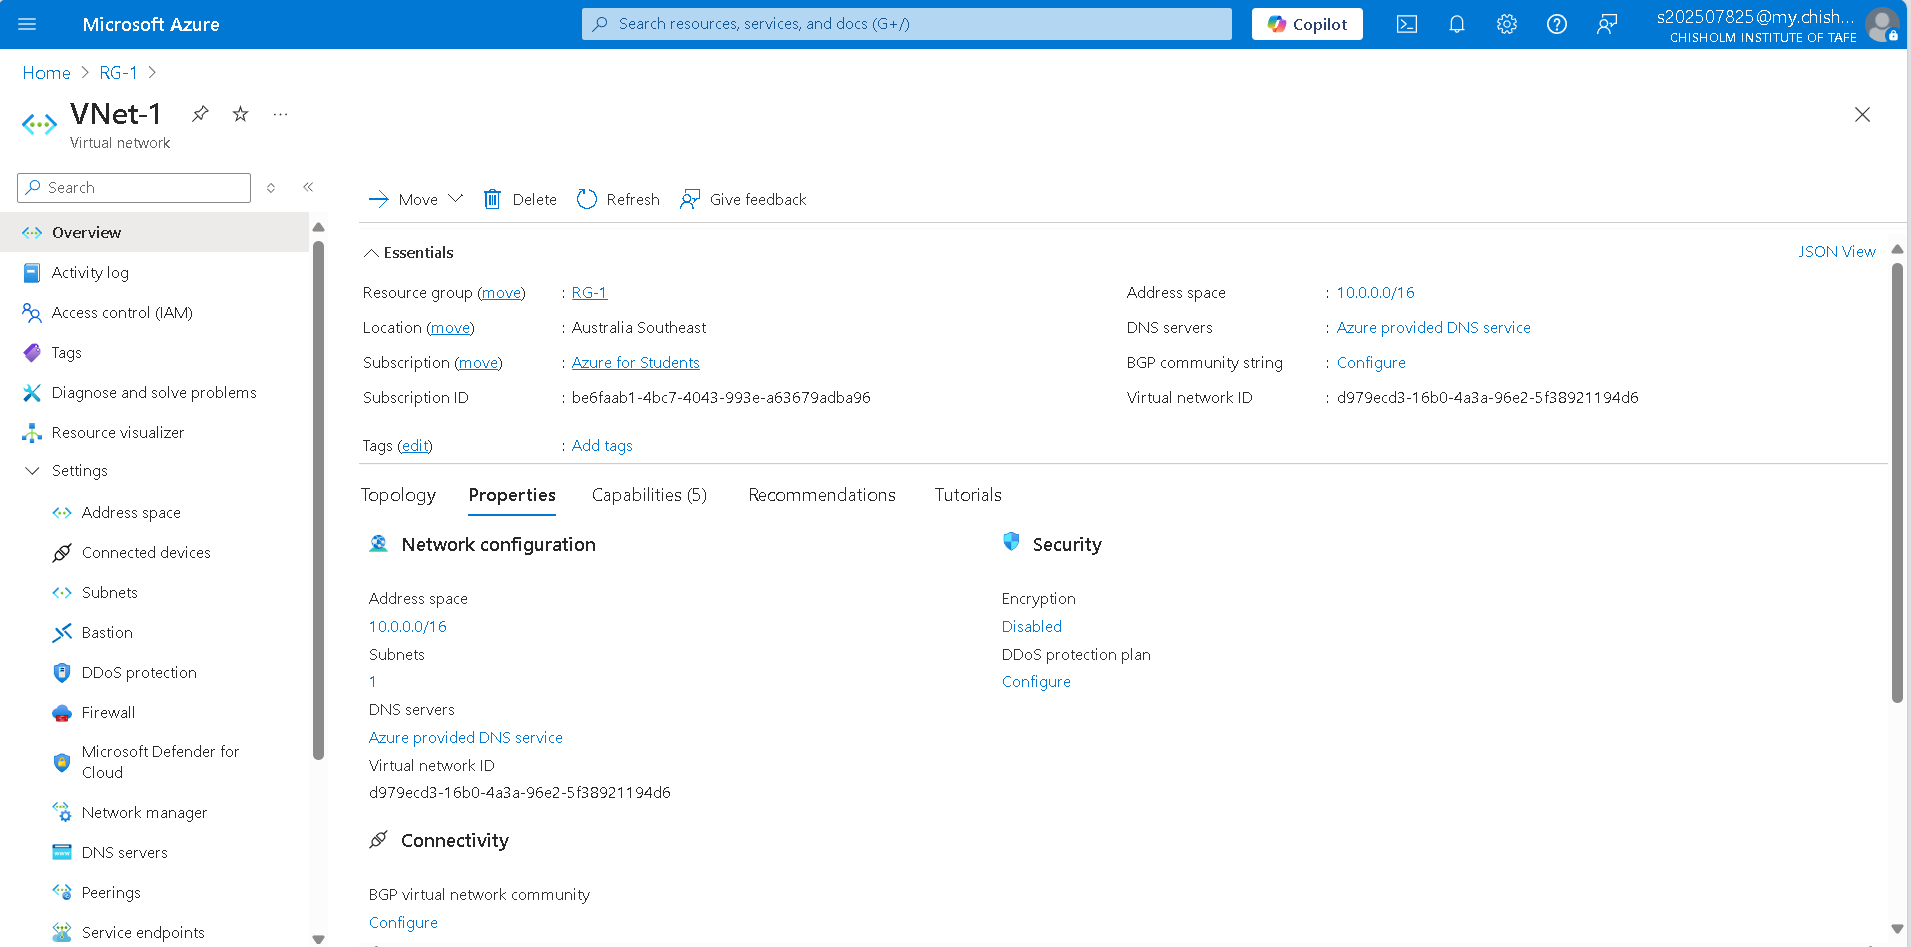 Microsoft Azure
Search resources, services, and docs (G+/)
Copilot
s202507825@my.chish...
CHISHOLM INSTITUTE OF TAFE
Home > RG-1 >
VNet-1
Virtual network
Search
Overview
Activity log
Access control (IAM)
Tags
Diagnose and solve problems
Resource visualizer
Settings
Address space
Connected devices
Subnets
Bastion
DDoS protection
Firewall
Microsoft Defender for
Cloud
Network manager
DNS servers
Peerings
Service endpoints
Move Delete Refresh Give feedback
Essentials
JSON View
Resource group (move) : RG-1
Location (move) : Australia Southeast
Subscription (move) : Azure for Students
Subscription ID : be6faab1-4bc7-4043-993e-a63679adba96
Address space : 10.0.0.0/16
DNS servers : Azure provided DNS service
BGP community string : Configure
Virtual network ID : d979ecd3-16b0-4a3a-96e2-5f38921194d6
Tags (edit) : Add tags
Topology Properties Capabilities (5) Recommendations Tutorials
Network configuration
Address space
10.0.0.0/16
Subnets
1
DNS servers
Azure provided DNS service
Virtual network ID
d979ecd3-16b0-4a3a-96e2-5f38921194d6
Connectivity
BGP virtual network community
Configure
Security
Encryption
Disabled
DDoS protection plan
Configure